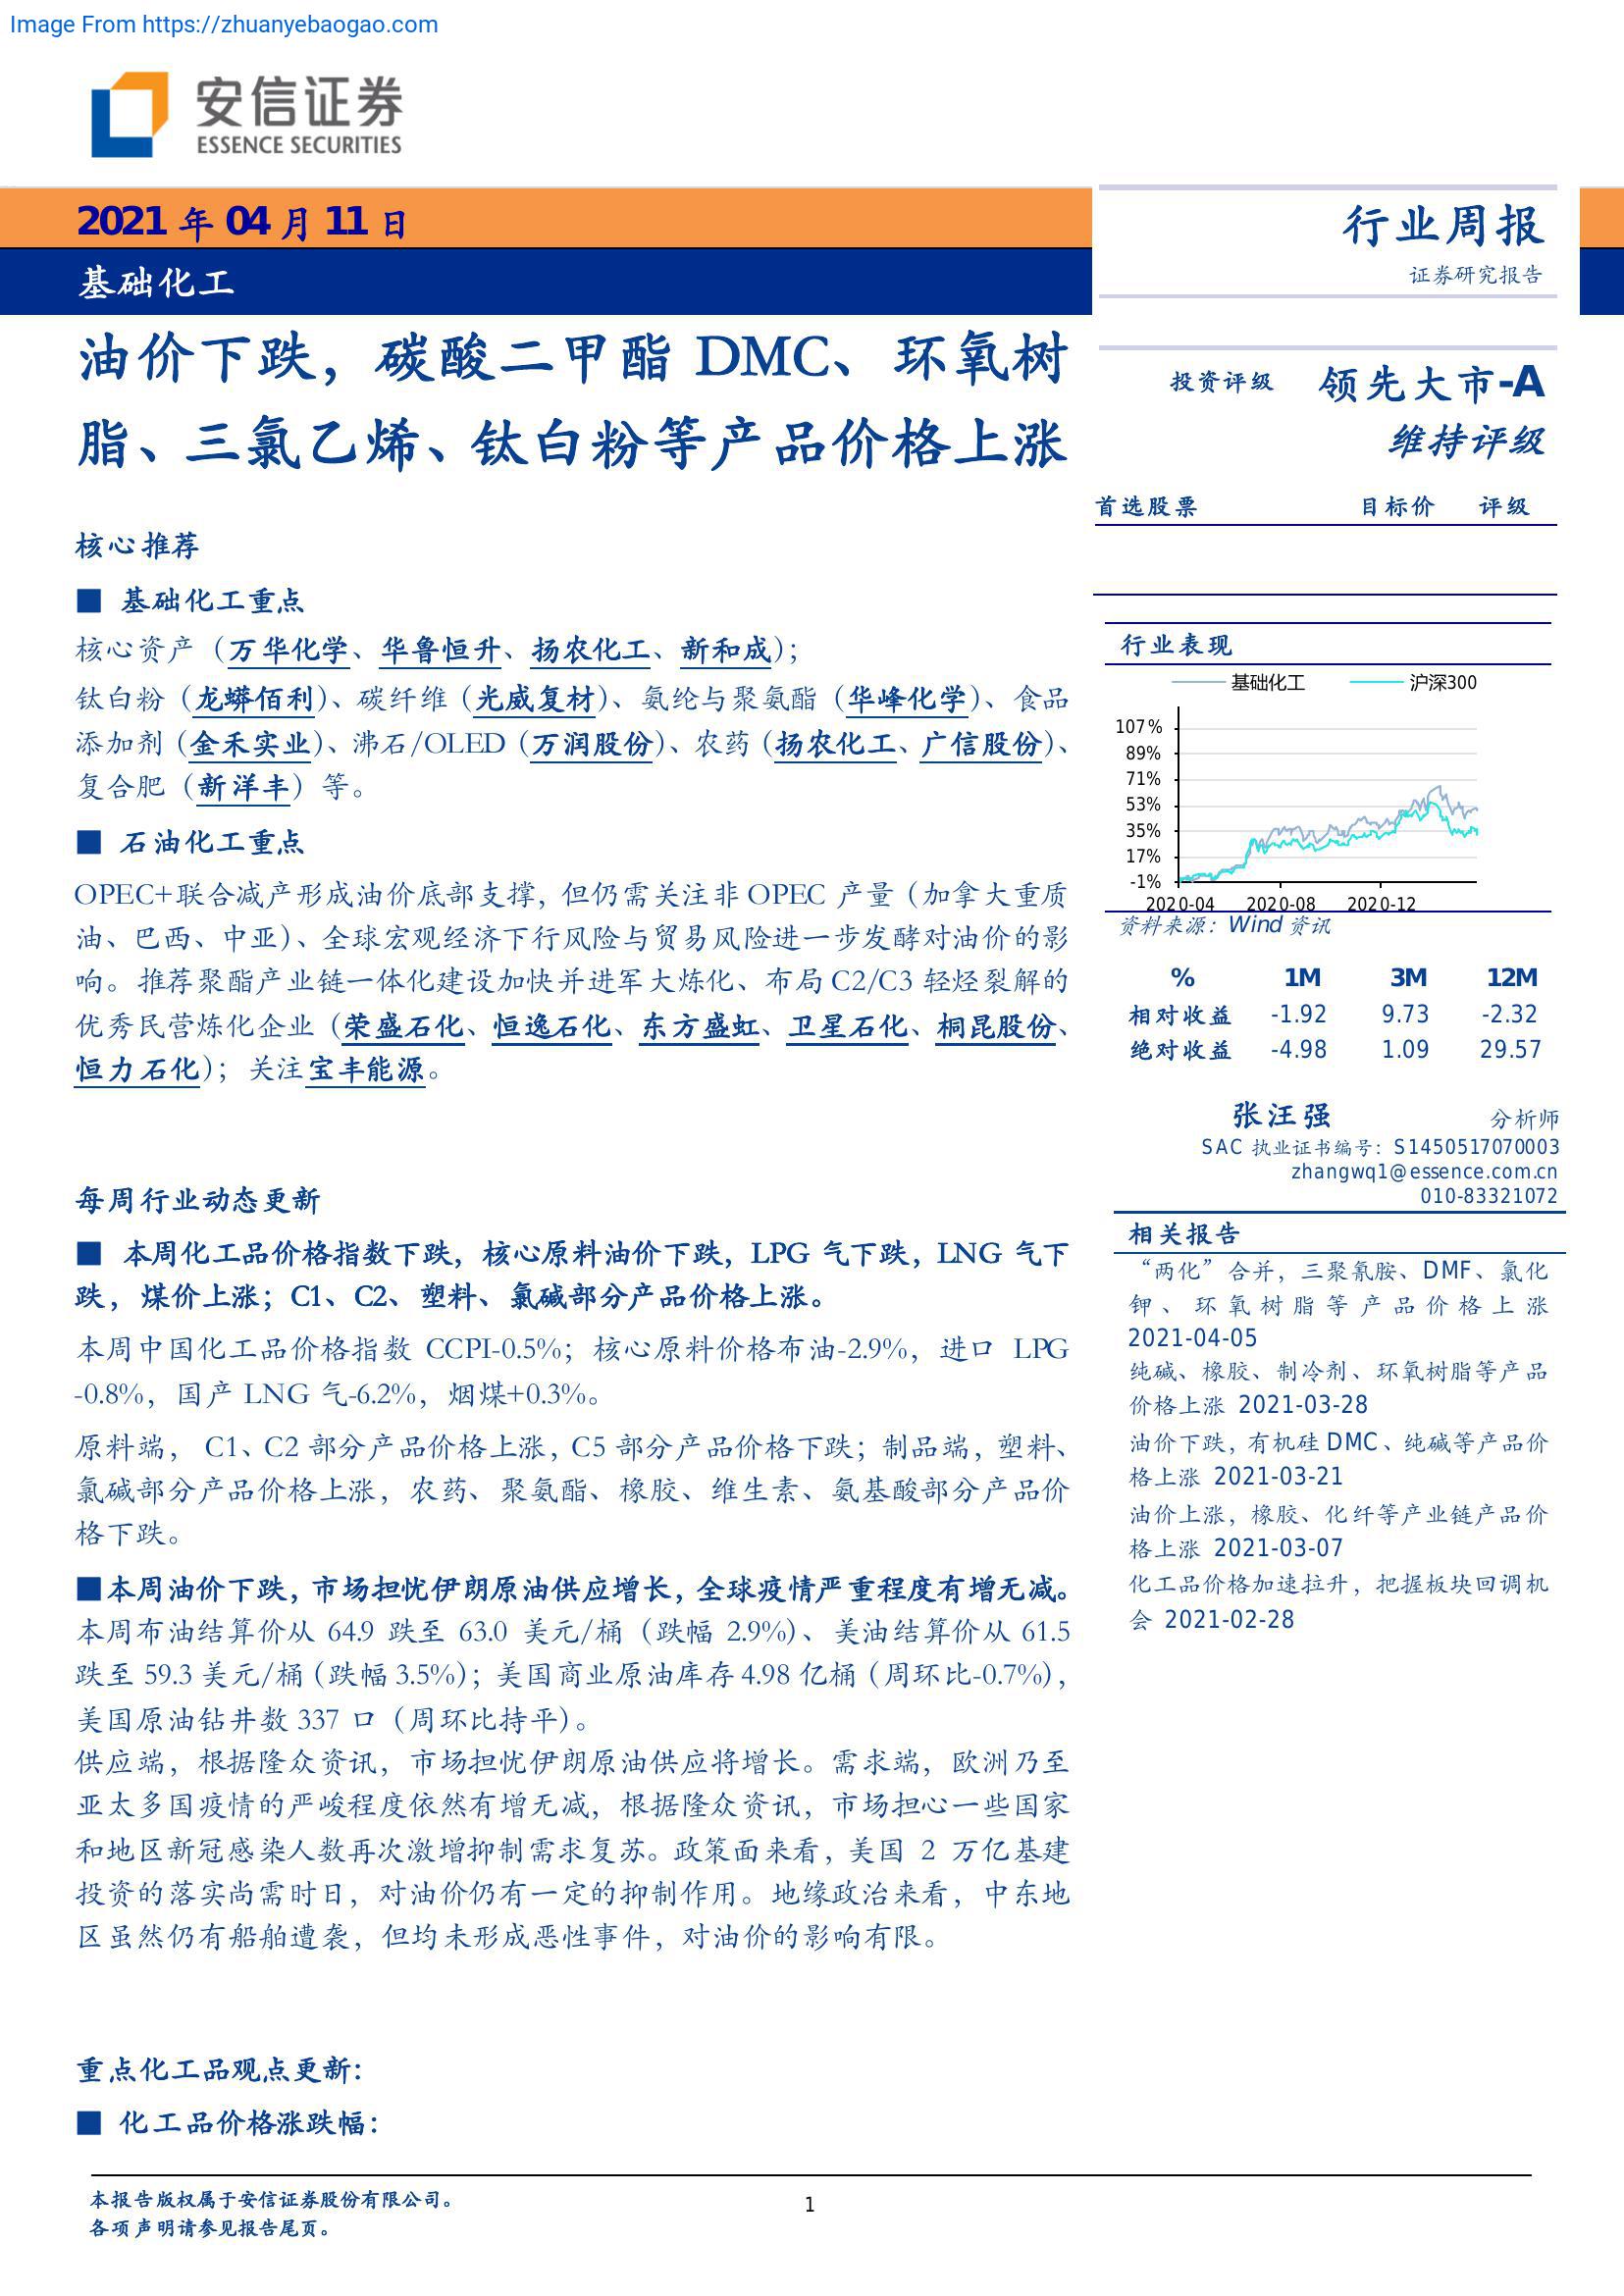 Image From https://zhuanyebaogao.com
安信证券
ESSENCE SECURITIES
2021 年 04 月 11 日
基础化工
行业周报
证券研究报告
油价下跌，碳酸二甲酯 DMC、环氧树
脂、三氯乙烯、钛白粉等产品价格上涨
核心推荐
■ 基础化工重点
核心资产（万华化学、华鲁恒升、扬农化工、新和成）；
钛白粉（龙蟒佰利）、碳纤维（光威复材）、氨纶与聚氨酯（华峰化学）、食品
添加剂（金禾实业）、沸石/OLED（万润股份）、农药（扬农化工、广信股份）、
复合肥（新洋丰）等。
■ 石油化工重点
OPEC+联合减产形成油价底部支撑，但仍需关注非 OPEC 产量（加拿大重质
油、巴西、中亚）、全球宏观经济下行风险与贸易风险进一步发酵对油价的影
响。推荐聚酯产业链一体化建设加快并进军大炼化、布局 C2/C3 轻烃裂解的
优秀民营炼化企业（荣盛石化、恒逸石化、东方盛虹、卫星石化、桐昆股份、
恒力石化）；关注宝丰能源。
每周行业动态更新
■ 本周化工品价格指数下跌，核心原料油价下跌，LPG 气下跌，LNG 气下
跌，煤价上涨；C1、C2、塑料、氯碱部分产品价格上涨。
本周中国化工品价格指数 CCPI-0.5%；核心原料价格布油-2.9%，进口 LPG
-0.8%，国产 LNG 气-6.2%，烟煤+0.3%。
原料端， C1、C2 部分产品价格上涨，C5 部分产品价格下跌；制品端，塑料、
氯碱部分产品价格上涨，农药、聚氨酯、橡胶、维生素、氨基酸部分产品价
格下跌。
■本周油价下跌，市场担忧伊朗原油供应增长，全球疫情严重程度有增无减。
本周布油结算价从 64.9 跌至 63.0 美元/桶（跌幅 2.9%）、美油结算价从 61.5
跌至 59.3 美元/桶（跌幅 3.5%）；美国商业原油库存 4.98 亿桶（周环比-0.7%），
美国原油钻井数 337 口（周环比持平）。
供应端，根据隆众资讯，市场担忧伊朗原油供应将增长。需求端，欧洲乃至
亚太多国疫情的严峻程度依然有增无减，根据隆众资讯，市场担心一些国家
和地区新冠感染人数再次激增抑制需求复苏。政策面来看，美国 2 万亿基建
投资的落实尚需时日，对油价仍有一定的抑制作用。地缘政治来看，中东地
区虽然仍有船舶遭袭，但均未形成恶性事件，对油价的影响有限。
重点化工品观点更新：
■ 化工品价格涨跌幅：
投资评级 领先大市-A
维持评级
首选股票 目标价 评级
行业表现
基础化工 沪深300
107%
89%
71%
53%
35%
17%
-1%
2020-04 2020-08 2020-12
资料来源：Wind 资讯
% 1M 3M 12M
相对收益 -1.92 9.73 -2.32
绝对收益 -4.98 1.09 29.57
张汪强 分析师
SAC 执业证书编号：S1450517070003
zhangwq1@essence.com.cn
010-83321072
相关报告
“两化”合并，三聚氰胺、DMF、氯化
钾、环氧树脂等产品价格上涨
2021-04-05
纯碱、橡胶、制冷剂、环氧树脂等产品
价格上涨 2021-03-28
油价下跌，有机硅 DMC、纯碱等产品价
格上涨 2021-03-21
油价上涨，橡胶、化纤等产业链产品价
格上涨 2021-03-07
化工品价格加速拉升，把握板块回调机
会 2021-02-28
本报告版权属于安信证券股份有限公司。
各项声明请参见报告尾页。
1